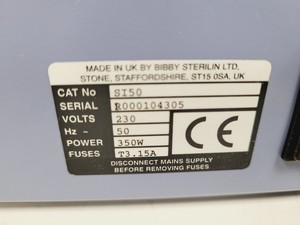 MADE IN UK BY BIBBY STERILIN LTD,
STONE, STAFFORDSHIRE, ST15 0SA, UK
CAT No SI50
SERIAL R000104305
VOLTS 230
Hz ~ 50
POWER 350W
FUSES T3.15A
CE
DISCONNECT MAINS SUPPLY
BEFORE REMOVING FUSES